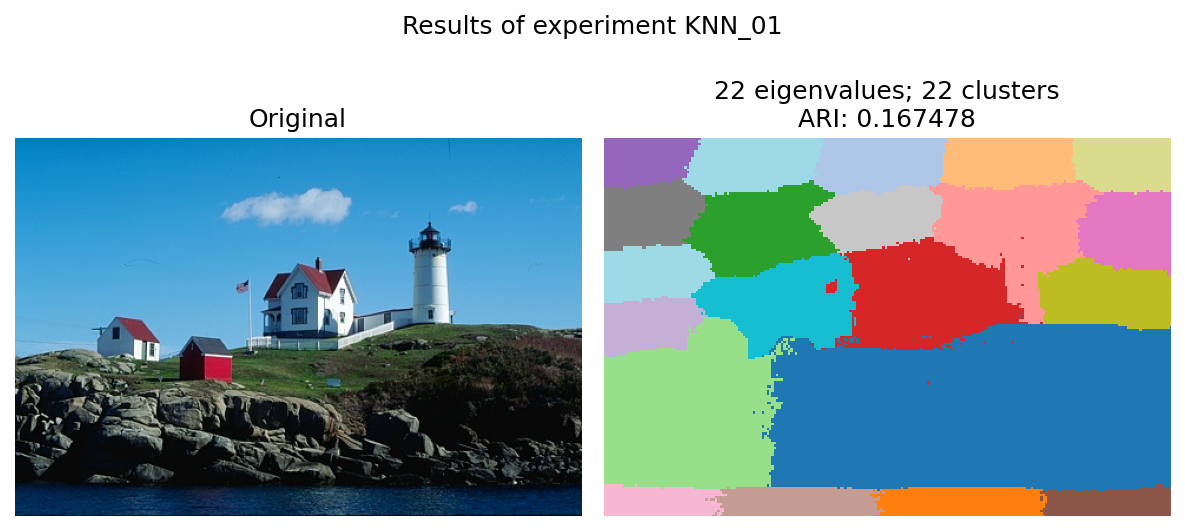 Results of experiment KNN_01
Original
22 eigenvalues; 22 clusters
ARI: 0.167478